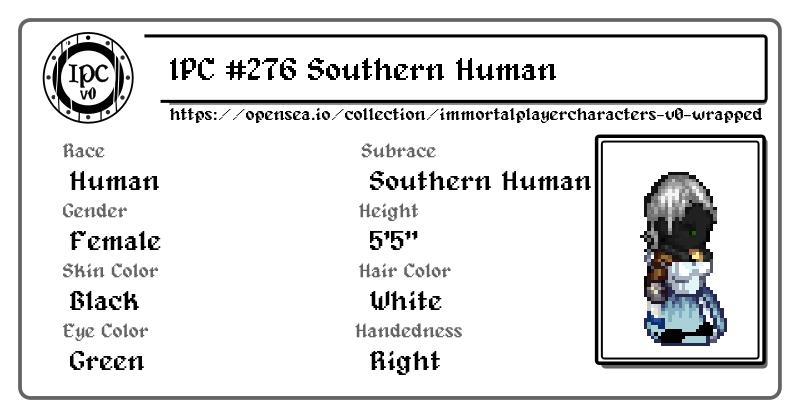 IPC
v0
IPC #276 Southern Human
https://opensea.io/collection/immortalplayercharacters-v0-wrapped
Race
Subrace
Human
Southern Human
Gender
Height
Female
5'5"
Skin Color
Hair Color
Black
White
Eye Color
Handedness
Green
Right